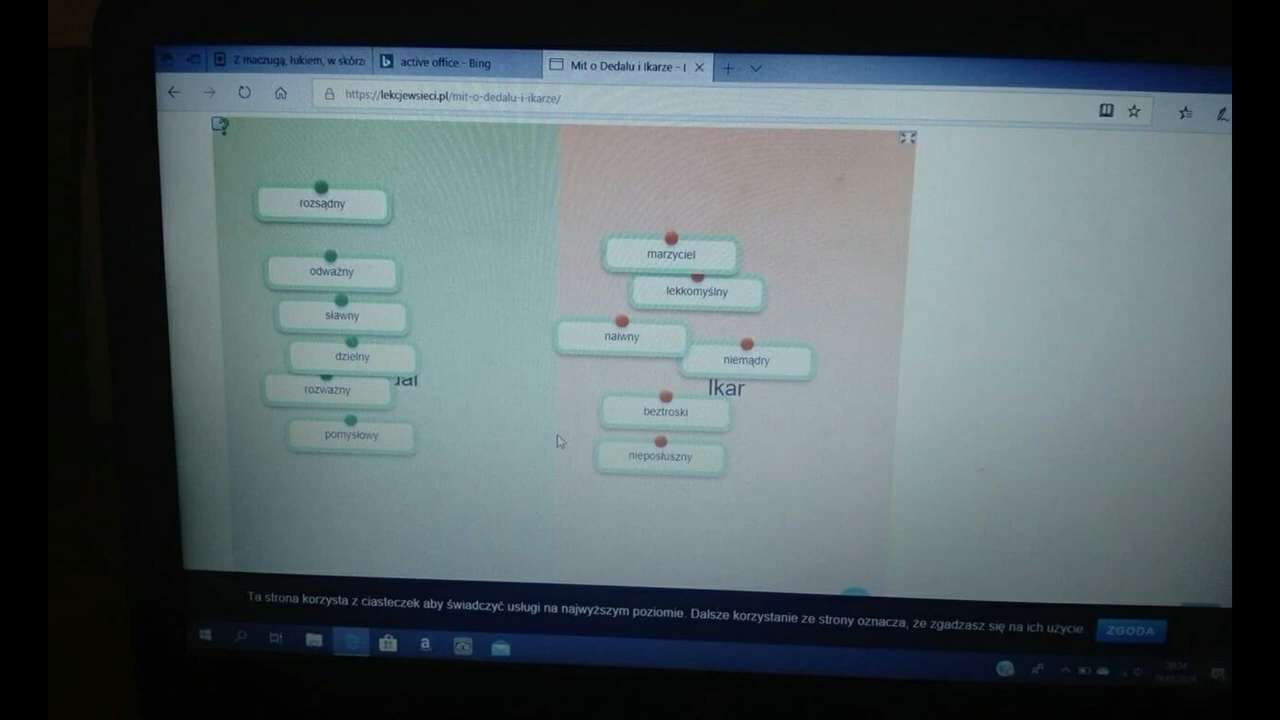 Z maczugą, łukiem, w skórz
active office - Bing
Mit o Dedalu i Ikarze - l
https://lekcjewsieci.pl/mit-o-dedalu-i-ikarze/
rozsądny
odważny
sławny
dzielny
rozważny
pomysłowy
marzyciel
lekkomyślny
naiwny
niemądry
Ikar
beztroski
nieposłuszny
Ta strona korzysta z ciasteczek aby świadczyć usługi na najwyższym poziomie. Dalsze korzystanie ze strony oznacza, że zgadzasz się na ich użycie.
ZGODA